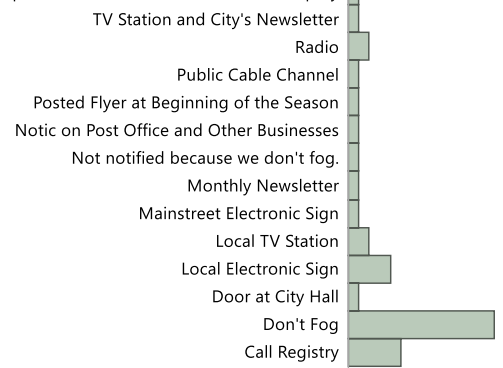 TV Station and City's Newsletter
Radio
Public Cable Channel
Posted Flyer at Beginning of the Season
Notic on Post Office and Other Businesses
Not notified because we don't fog.
Monthly Newsletter
Mainstreet Electronic Sign
Local TV Station
Local Electronic Sign
Door at City Hall
Don't Fog
Call Registry